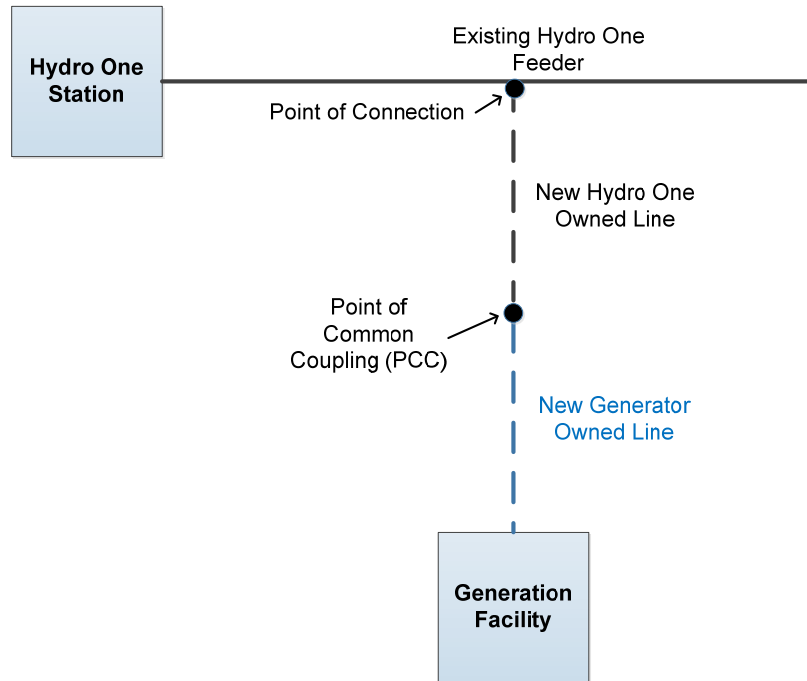 Hydro One
Station
Existing Hydro One
Feeder
Point of Connection
New Hydro One
Owned Line
Point of
Common
Coupling (PCC)
New Generator
Owned Line
Generation
Facility